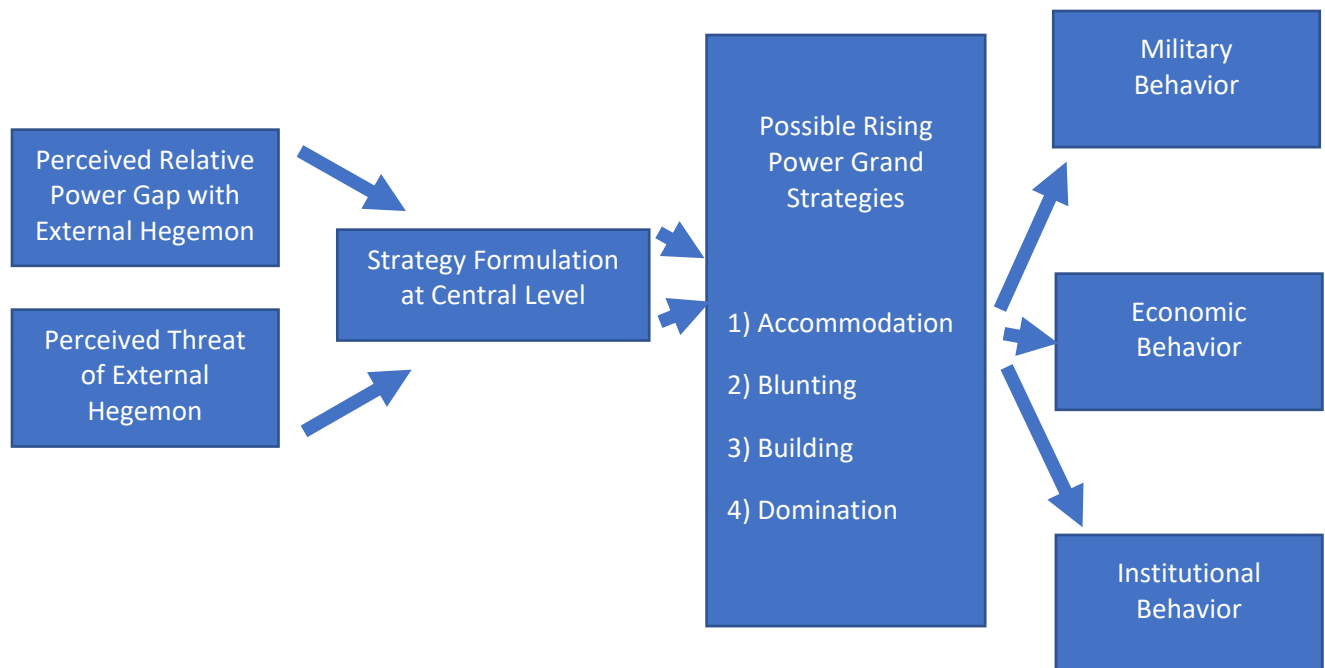 Perceived Relative
Power Gap with
External Hegemon
Perceived Threat
of External
Hegemon
Strategy Formulation
at Central Level
Possible Rising
Power Grand
Strategies
1) Accommodation
2) Blunting
3) Building
4) Domination
Military
Behavior
Economic
Behavior
Institutional
Behavior